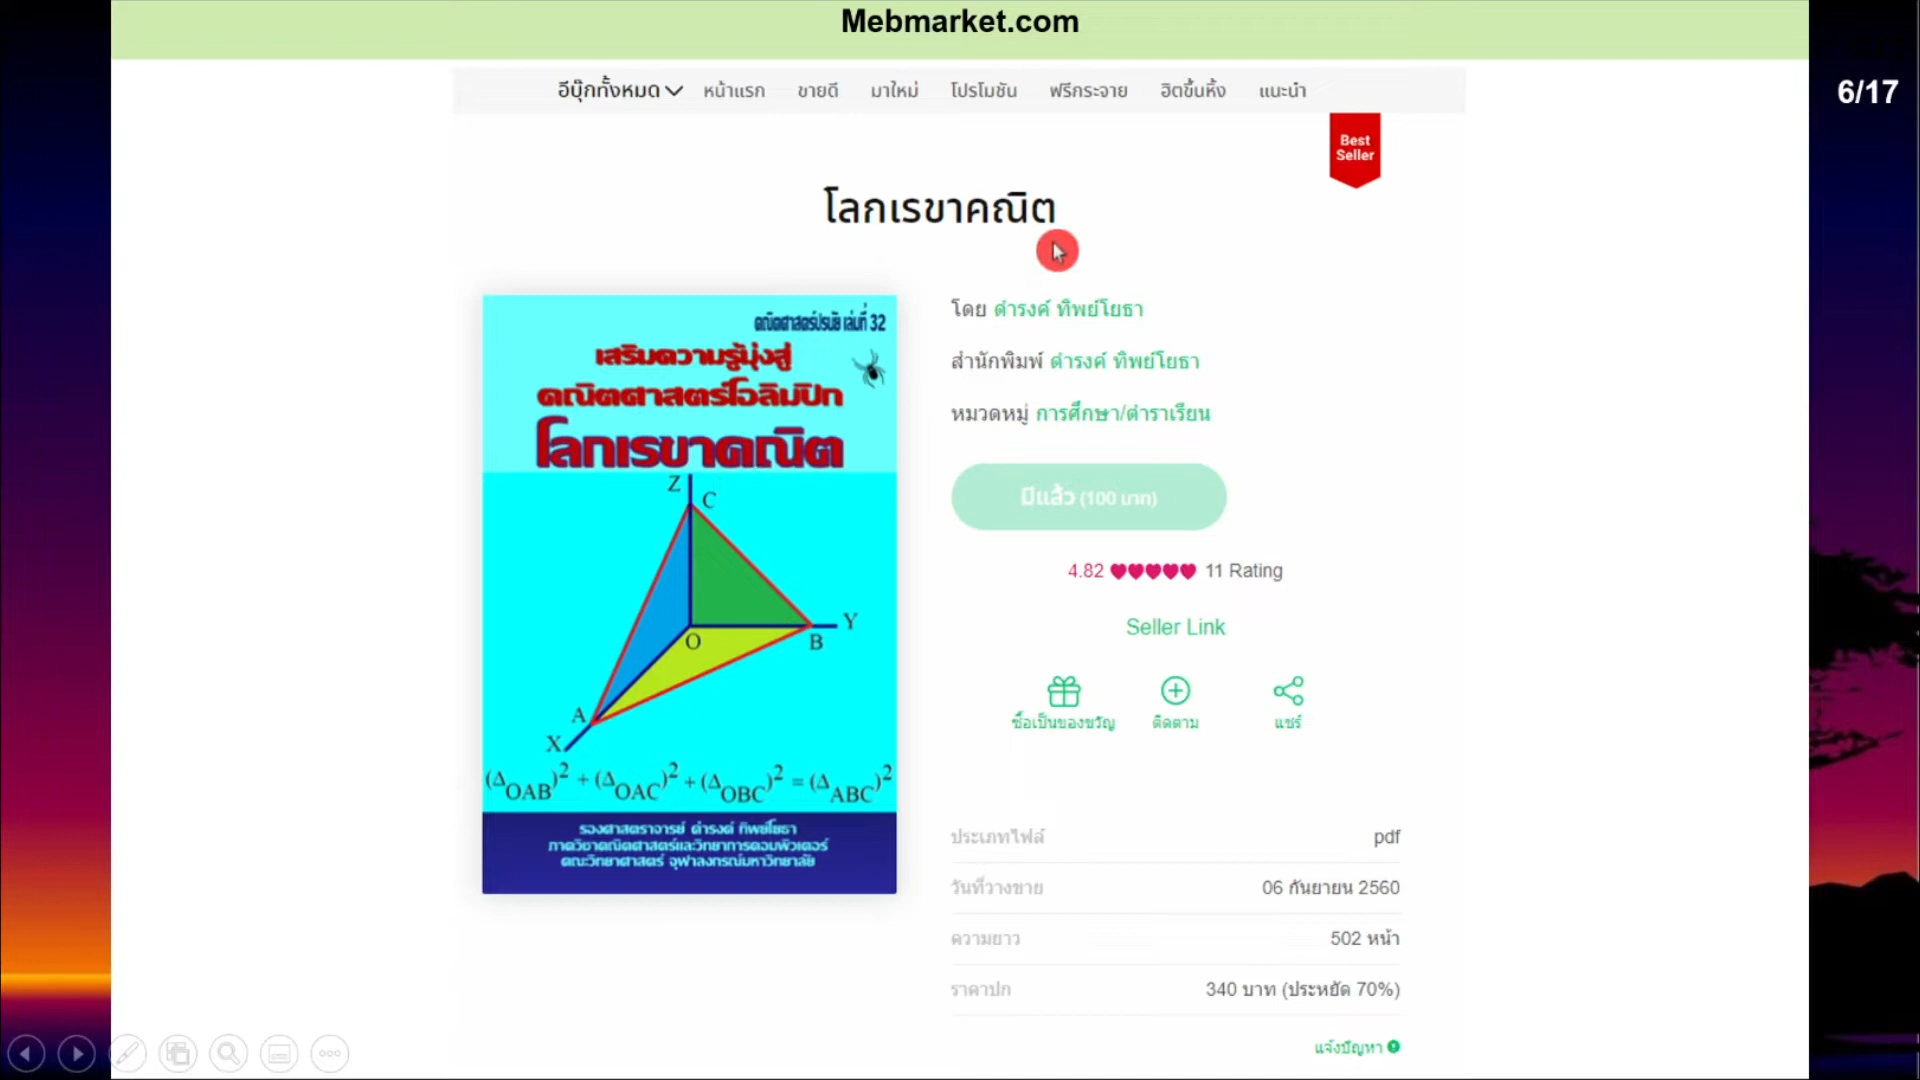 Mebmarket.com
6/17
อีบุ๊กทั้งหมด หน้าแรก ขายดี มาใหม่ โปรโมชัน ฟรีกระจาย ฮิตขึ้นหิ้ง แนะนำ
Best
Seller
โลกเรขาคณิต
คณิตศาสตร์ปรนัย เล่มที่ 32
เสริมความรู้มุ่งสู่
คณิตศาสตร์โอลิมปิก
โลกเรขาคณิต
Z
C
Y
O
B
A
X
(Δ OAB)² + (Δ OAC)² + (Δ OBC)² = (Δ ABC)²
รองศาสตราจารย์ ดำรงค์ ทิพย์โยธา
ภาควิชาคณิตศาสตร์และวิทยาการคอมพิวเตอร์
คณะวิทยาศาสตร์ จุฬาลงกรณ์มหาวิทยาลัย
โดย ดำรงค์ ทิพย์โยธา
สำนักพิมพ์ ดำรงค์ ทิพย์โยธา
หมวดหมู่ การศึกษา/ตำราเรียน
มีแล้ว (100 บาท)
4.82 11 Rating
Seller Link
ซื้อเป็นของขวัญ ติดตาม แชร์
ประเภทไฟล์ pdf
วันที่วางขาย 06 กันยายน 2560
ความยาว 502 หน้า
ราคาปก 340 บาท (ประหยัด 70%)
แจ้งปัญหา